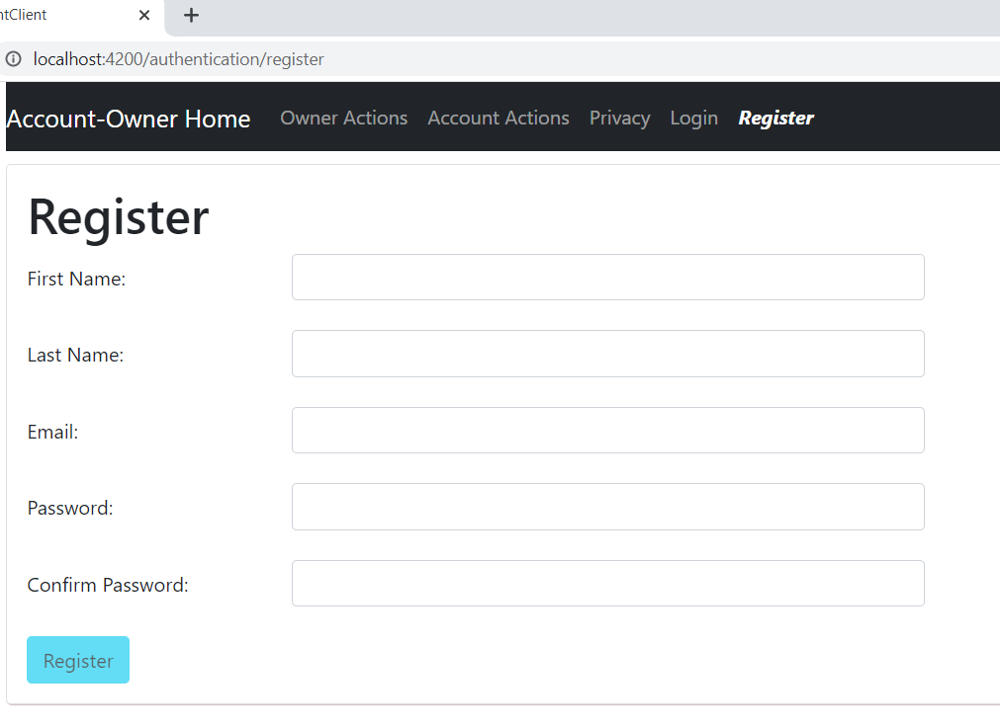 ntClient
localhost:4200/authentication/register
Account-Owner Home Owner Actions Account Actions Privacy Login Register
Register
First Name:
Last Name:
Email:
Password:
Confirm Password:
Register